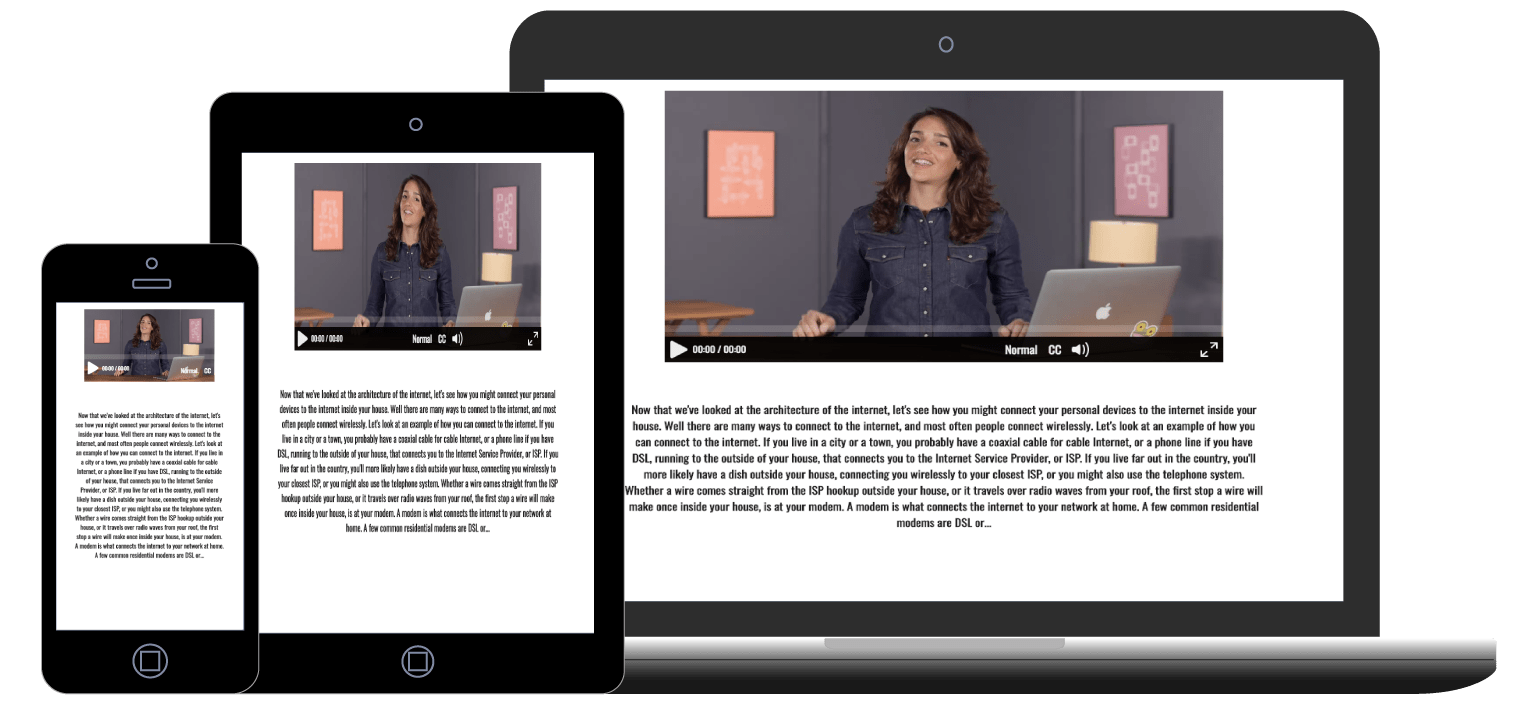 00:00 / 00:00
Normal CC
Now that we've looked at the architecture of the internet, let's
see how you might connect your personal devices to the internet
inside your house. Well there are many ways to connect to the
internet, and most often people connect wirelessly. Let's look at
an example of how you can connect to the internet. If you live in
a city or a town, you probably have a coaxial cable for cable
Internet, or a phone line if you have DSL, running to the outside
of your house, that connects you to the Internet Service
Provider, or ISP. If you live far out in the country, you'll more
likely have a dish outside your house, connecting you wirelessly
to your closest ISP, or you might also use the telephone system.
Whether a wire comes straight from the ISP hookup outside your
house, or it travels over radio waves from your roof, the first
stop a wire will make once inside your house, is at your modem.
A modem is what connects the internet to your network at home.
A few common residential modems are DSL or...
00:00 / 00:00 Normal CC
Now that we've looked at the architecture of the internet, let's see how you might connect your personal
devices to the internet inside your house. Well there are many ways to connect to the internet, and most
often people connect wirelessly. Let's look at an example of how you can connect to the internet. If you
live in a city or a town, you probably have a coaxial cable for cable Internet, or a phone line if you have
DSL, running to the outside of your house, that connects you to the Internet Service Provider, or ISP. If you
live far out in the country, you'll more likely have a dish outside your house, connecting you wirelessly to
your closest ISP, or you might also use the telephone system. Whether a wire comes straight from the ISP
hookup outside your house, or it travels over radio waves from your roof, the first stop a wire will make
once inside your house, is at your modem. A modem is what connects the internet to your network at
home. A few common residential modems are DSL or...
00:00 / 00:00 Normal CC
Now that we've looked at the architecture of the internet, let's see how you might connect your personal devices to the internet inside your
house. Well there are many ways to connect to the internet, and most often people connect wirelessly. Let's look at an example of how you
can connect to the internet. If you live in a city or a town, you probably have a coaxial cable for cable Internet, or a phone line if you have
DSL, running to the outside of your house, that connects you to the Internet Service Provider, or ISP. If you live far out in the country, you'll
more likely have a dish outside your house, connecting you wirelessly to your closest ISP, or you might also use the telephone system.
Whether a wire comes straight from the ISP hookup outside your house, or it travels over radio waves from your roof, the first stop a wire will
make once inside your house, is at your modem. A modem is what connects the internet to your network at home. A few common residential
modems are DSL or...